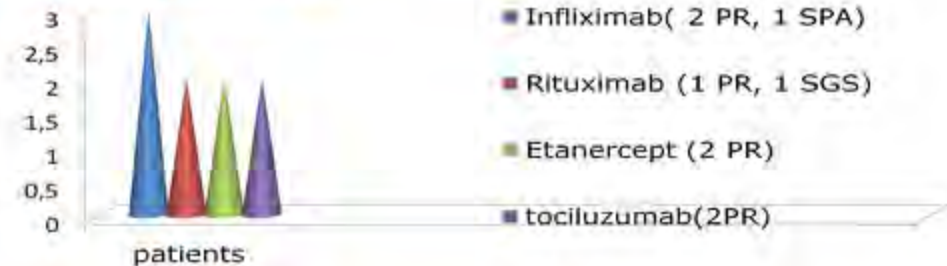 3
2,5
2
1,5
1
0,5
0
patients
Infliximab( 2 PR, 1 SPA)
Rituximab (1 PR, 1 SGS)
Etanercept (2 PR)
tociluzumab(2PR)